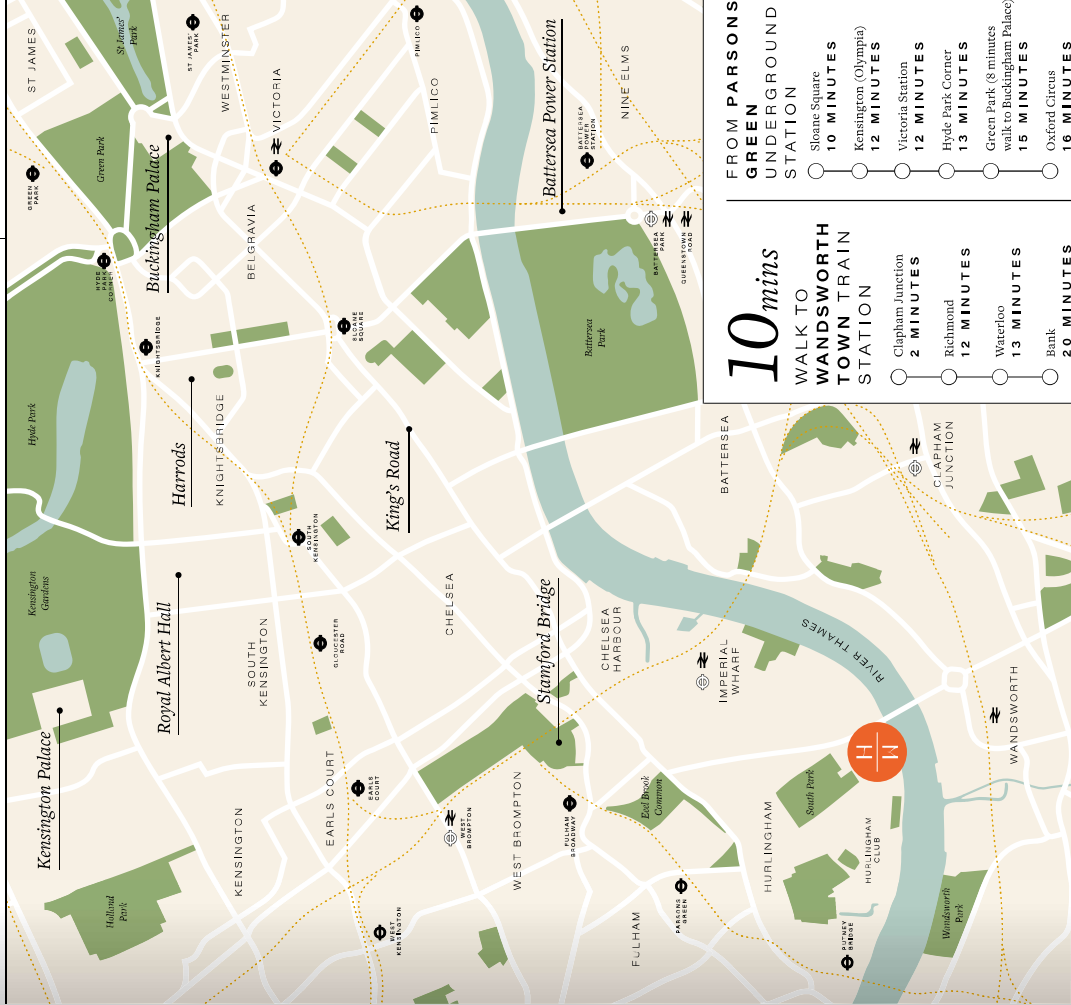 Kensington Palace
Kensington
Gardens
Hyde Park
GREEN
PARK
ST JAMES
Holland
Park
Green Park
HYDE
PARK
CORNER
St James'
Park
Royal Albert Hall
Harrods
KNIGHTSBRIDGE
Buckingham Palace
ST JAMES'
PARK
KENSINGTON
SOUTH
KENSINGTON
KNIGHTSBRIDGE
BELGRAVIA
WESTMINSTER
VICTORIA
EARLS COURT
GLOUCESTER
ROAD
SOUTH
KENSINGTON
SLOANE
SQUARE
EARLS
COURT
WEST
KENSINGTON
King's Road
PIMLICO
PIMLICO
WEST
BROMPTON
CHELSEA
WEST BROMPTON
Stamford Bridge
Battersea Power Station
FULHAM
BROADWAY
BATTERSEA
POWER
STATION
Battersea
Park
NINE ELMS
CHELSEA
HARBOUR
FULHAM
Eel Brook
Common
PARSONS
GREEN
BATTERSEA
PARK
QUEENSTOWN
ROAD
IMPERIAL
WHARF
BATTERSEA
HURLINGHAM
South Park
RIVER THAMES
PUTNEY
BRIDGE
HURLINGHAM
CLUB
M
H
Wandsworth
Park
CLAPHAM
JUNCTION
WANDSWORTH
10mins
WALK TO
WANDSWORTH
TOWN TRAIN
STATION
Clapham Junction
2 MINUTES
Richmond
12 MINUTES
Waterloo
13 MINUTES
Bank
20 MINUTES
FROM PARSONS
GREEN
UNDERGROUND
STATION
Sloane Square
10 MINUTES
Kensington (Olympia)
12 MINUTES
Victoria Station
12 MINUTES
Hyde Park Corner
13 MINUTES
Green Park (8 minutes
walk to Buckingham Palace)
15 MINUTES
Oxford Circus
16 MINUTES